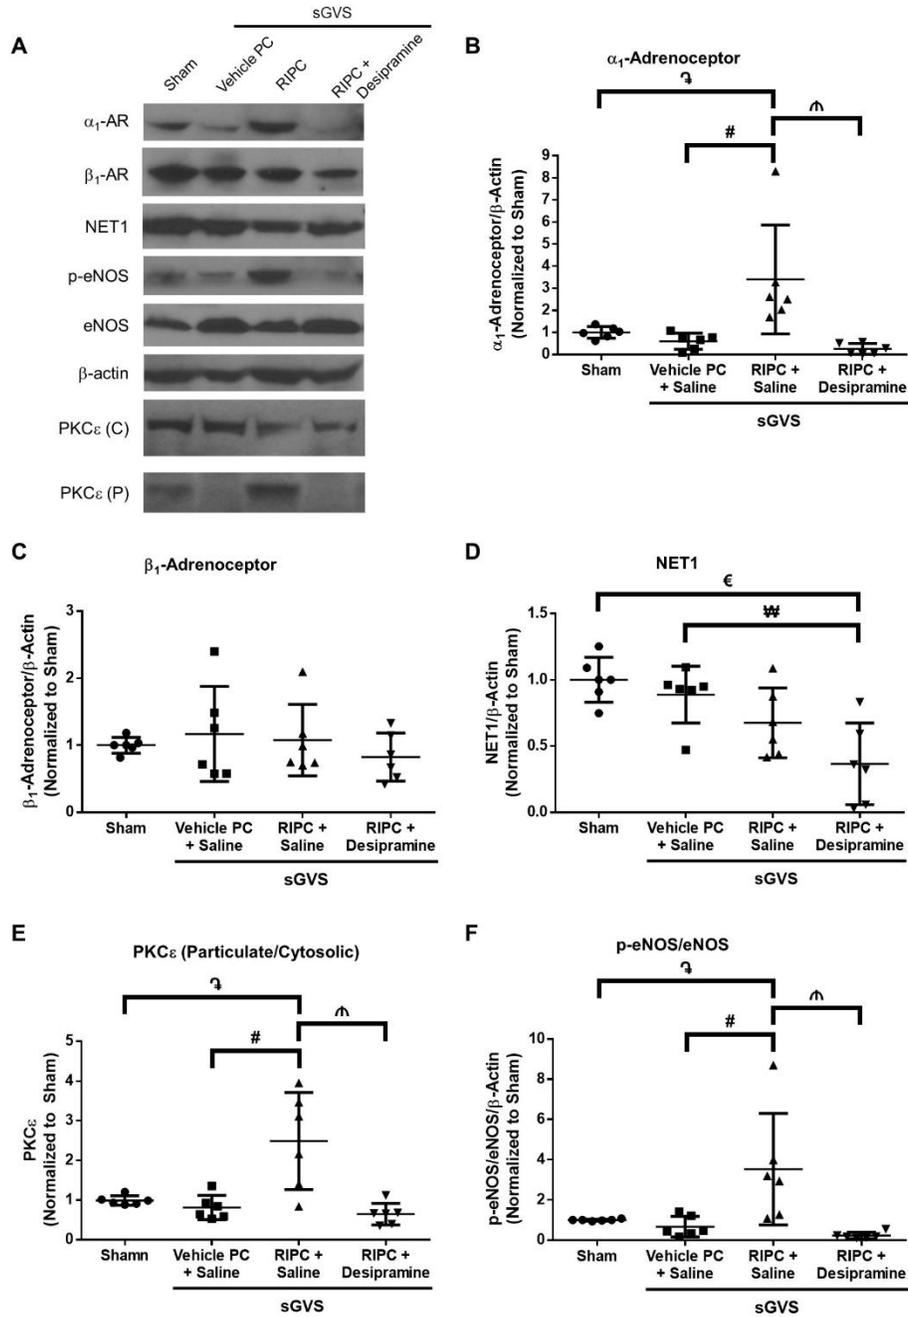 sGVS
A
Sham
Vehicle PC
RIPC
RIPC +
Desipramine
α1-AR
β1-AR
NET1
p-eNOS
eNOS
β-actin
PKCε (C)
PKCε (P)
B
α1-Adrenoceptor
#
α1-Adrenoceptor/β-Actin
(Normalized to Sham)
9
8
7
6
5
4
3
2
1
0
Sham
Vehicle PC
+ Saline
RIPC +
Saline
RIPC +
Desipramine
sGVS
C
β1-Adrenoceptor
β1-Adrenoceptor/β-Actin
(Normalized to Sham)
3
2
1
0
Sham
Vehicle PC
+ Saline
RIPC +
Saline
RIPC +
Desipramine
sGVS
D
NET1
€
₩
NET1/β-Actin
(Normalized to Sham)
1.5
1.0
0.5
0.0
Sham
Vehicle PC
+ Saline
RIPC +
Saline
RIPC +
Desipramine
sGVS
E
PKCε (Particulate/Cytosolic)
#
PKCε
(Normalized to Sham)
5
4
3
2
1
0
Shamn
Vehicle PC
+ Saline
RIPC +
Saline
RIPC +
Desipramine
sGVS
F
p-eNOS/eNOS
#
p-eNOS/eNOS/β-Actin
(Normalized to Sham)
10
8
6
4
2
0
Sham
Vehicle PC
+ Saline
RIPC +
Saline
RIPC +
Desipramine
sGVS